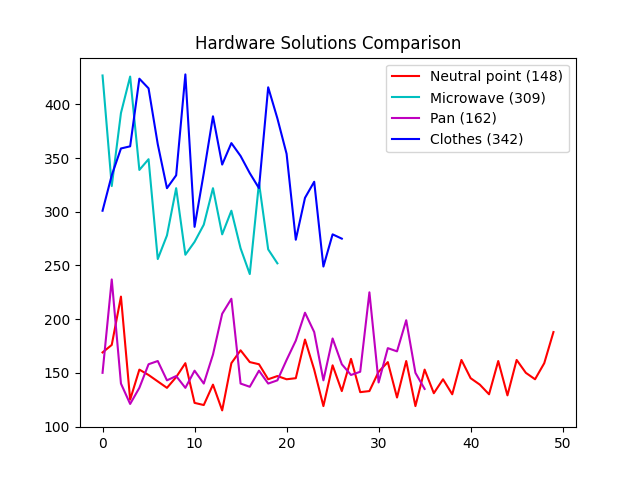 Hardware Solutions Comparison
Neutral point (148)
Microwave (309)
Pan (162)
Clothes (342)
400
350
300
250
200
150
100
0 10 20 30 40 50